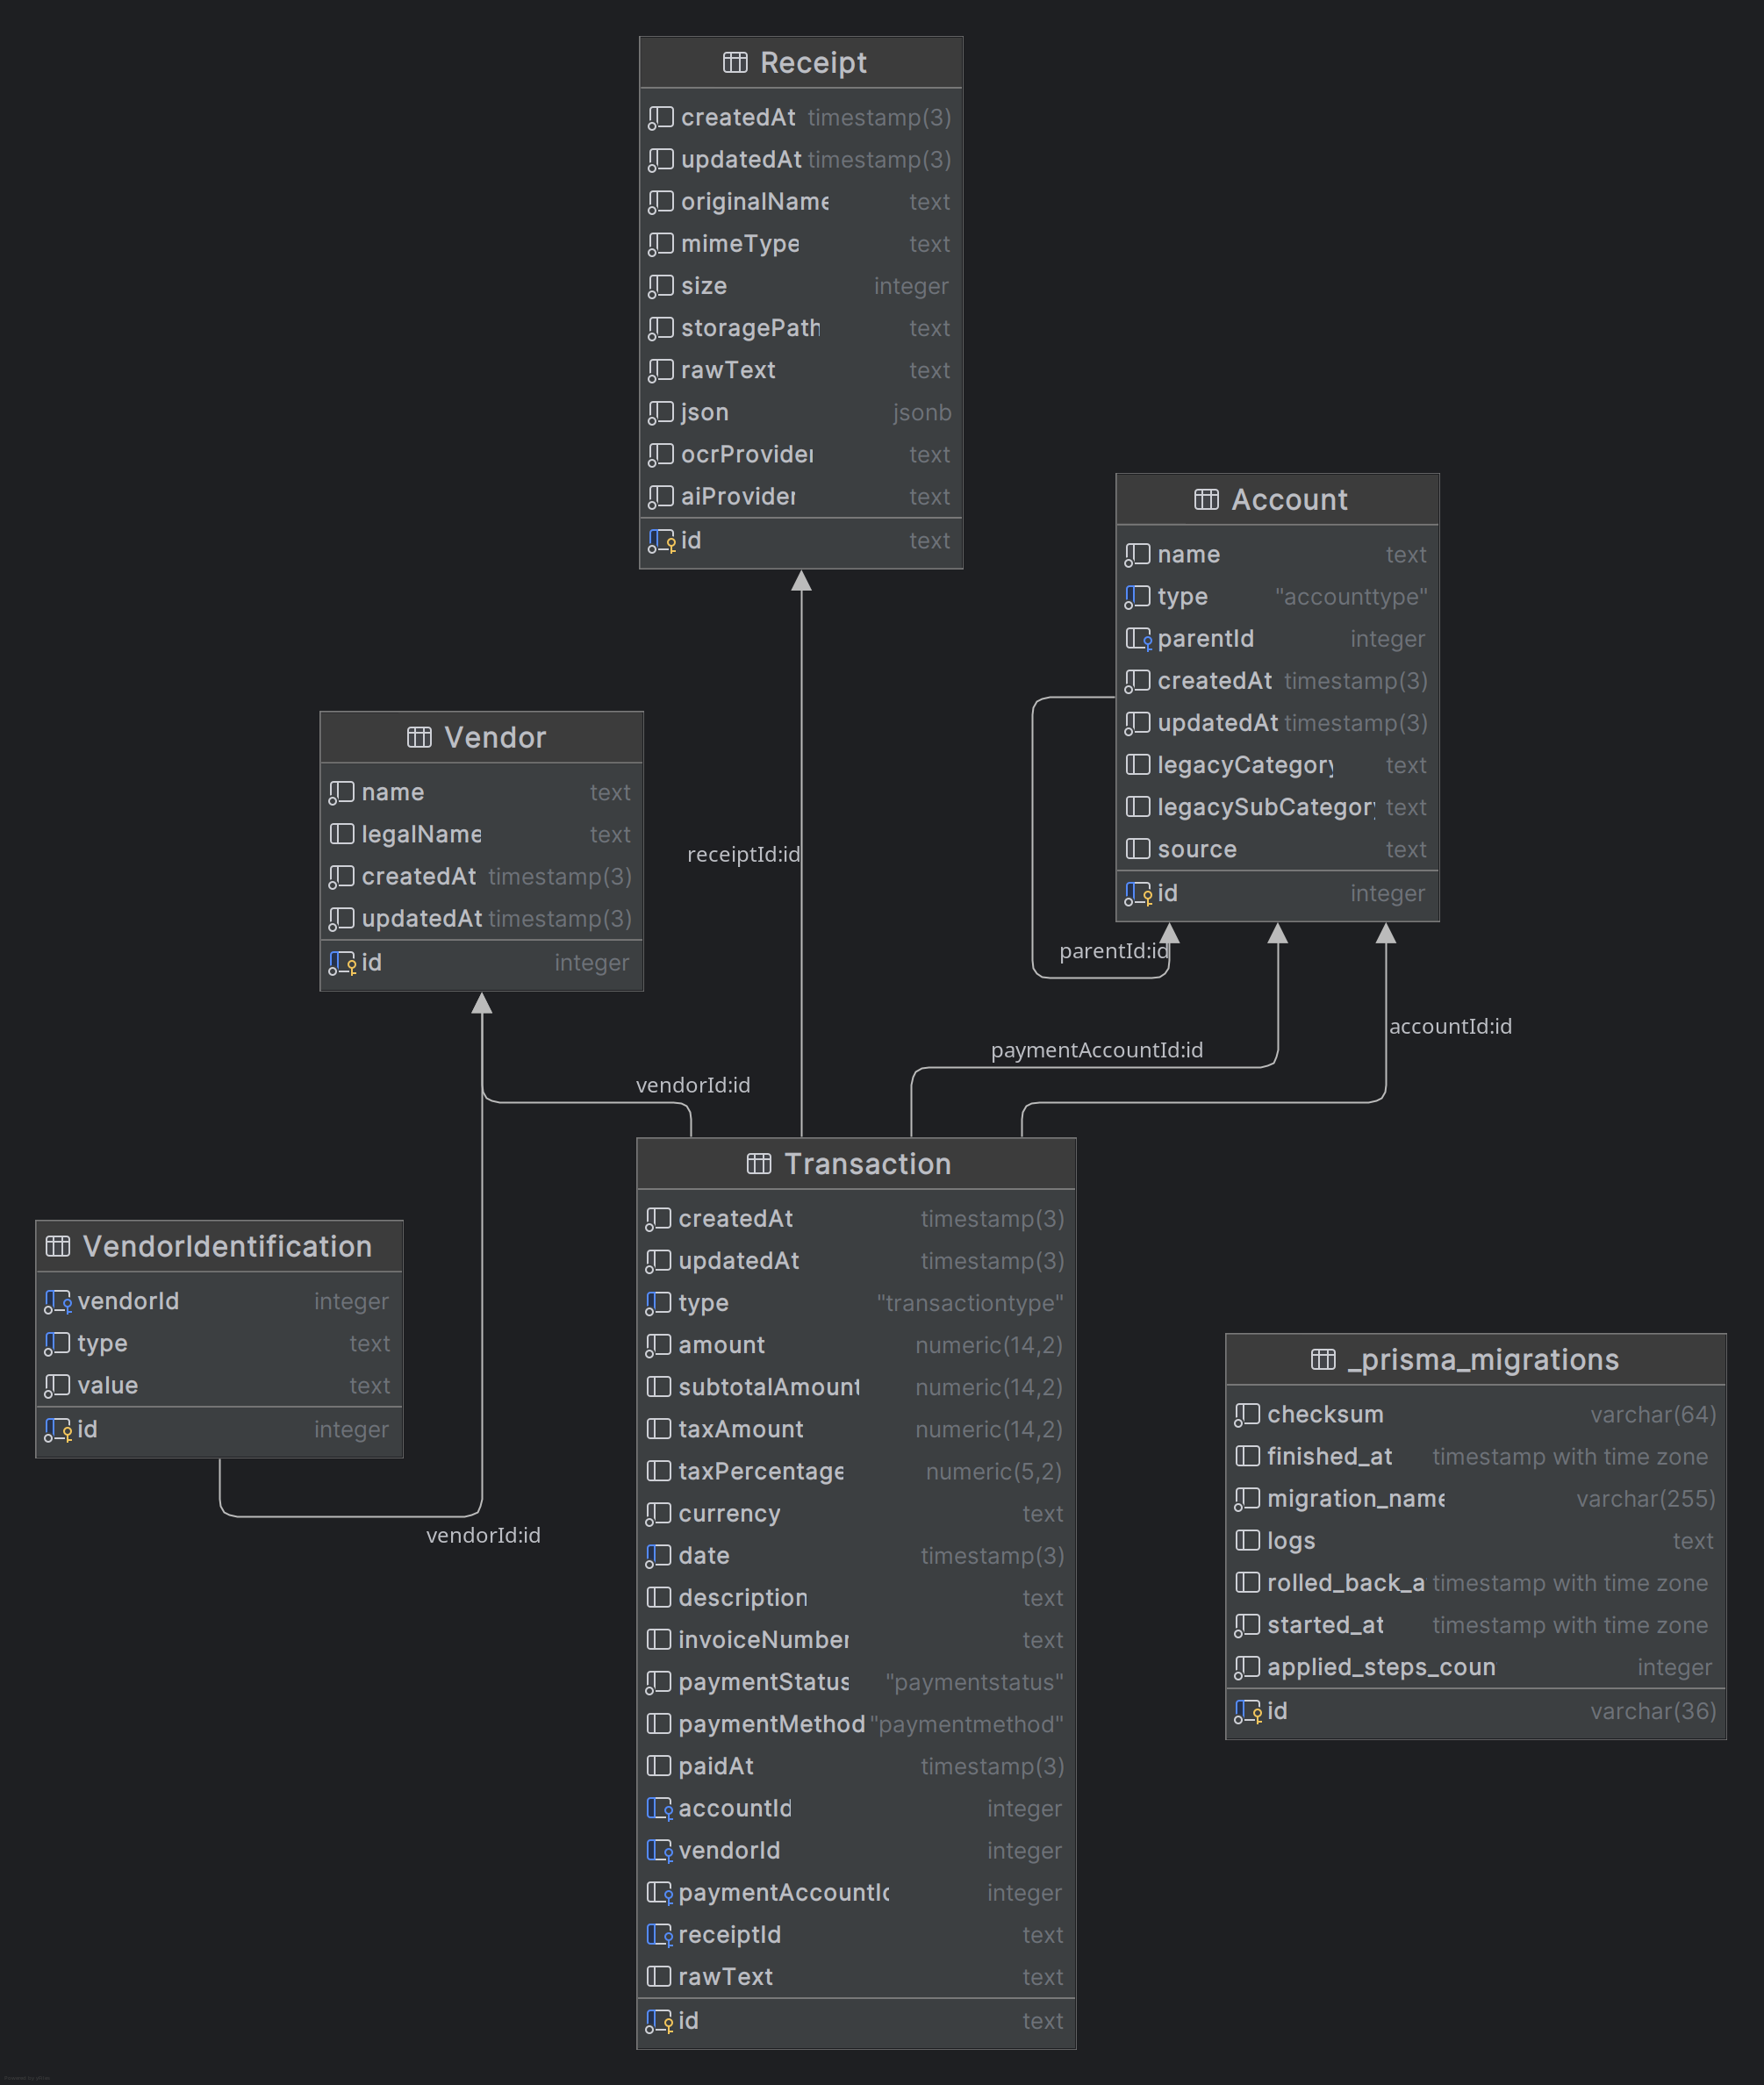 Receipt
createdAt timestamp(3)
updatedAt timestamp(3)
originalName text
mimeType text
size integer
storagePath text
rawText text
json jsonb
ocrProvider text
aiProvider text
id text
Account
name text
type "accounttype"
parentId integer
createdAt timestamp(3)
updatedAt timestamp(3)
legacyCategory text
legacySubCategory text
source text
id integer
Vendor
name text
legalName text
createdAt timestamp(3)
updatedAt timestamp(3)
id integer
receiptId:id
parentId:id
accountId:id
paymentAccountId:id
vendorId:id
Transaction
createdAt timestamp(3)
updatedAt timestamp(3)
type "transactiontype"
amount numeric(14,2)
subtotalAmount numeric(14,2)
taxAmount numeric(14,2)
taxPercentage numeric(5,2)
currency text
date timestamp(3)
description text
invoiceNumber text
paymentStatus "paymentstatus"
paymentMethod "paymentmethod"
paidAt timestamp(3)
accountId integer
vendorId integer
paymentAccountId integer
receiptId text
rawText text
id text
VendorIdentification
vendorId integer
type text
value text
id integer
vendorId:id
_prisma_migrations
checksum varchar(64)
finished_at timestamp with time zone
migration_name varchar(255)
logs text
rolled_back_a timestamp with time zone
started_at timestamp with time zone
applied_steps_coun integer
id varchar(36)